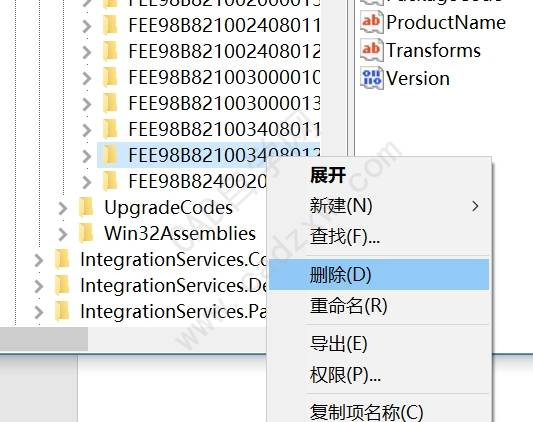 FEE98B821002000013
FEE98B821002408011
FEE98B821002408012
FEE98B821003000010
FEE98B821003000013
FEE98B821003408011
FEE98B821003408012
FEE98B8240020
UpgradeCodes
Win32Assemblies
IntegrationServices.Co
IntegrationServices.De
IntegrationServices.Pa
ProductName
Transforms
Version
展开
新建(N)
查找(F)...
删除(D)
重命名(R)
导出(E)
权限(P)...
复制项名称(C)